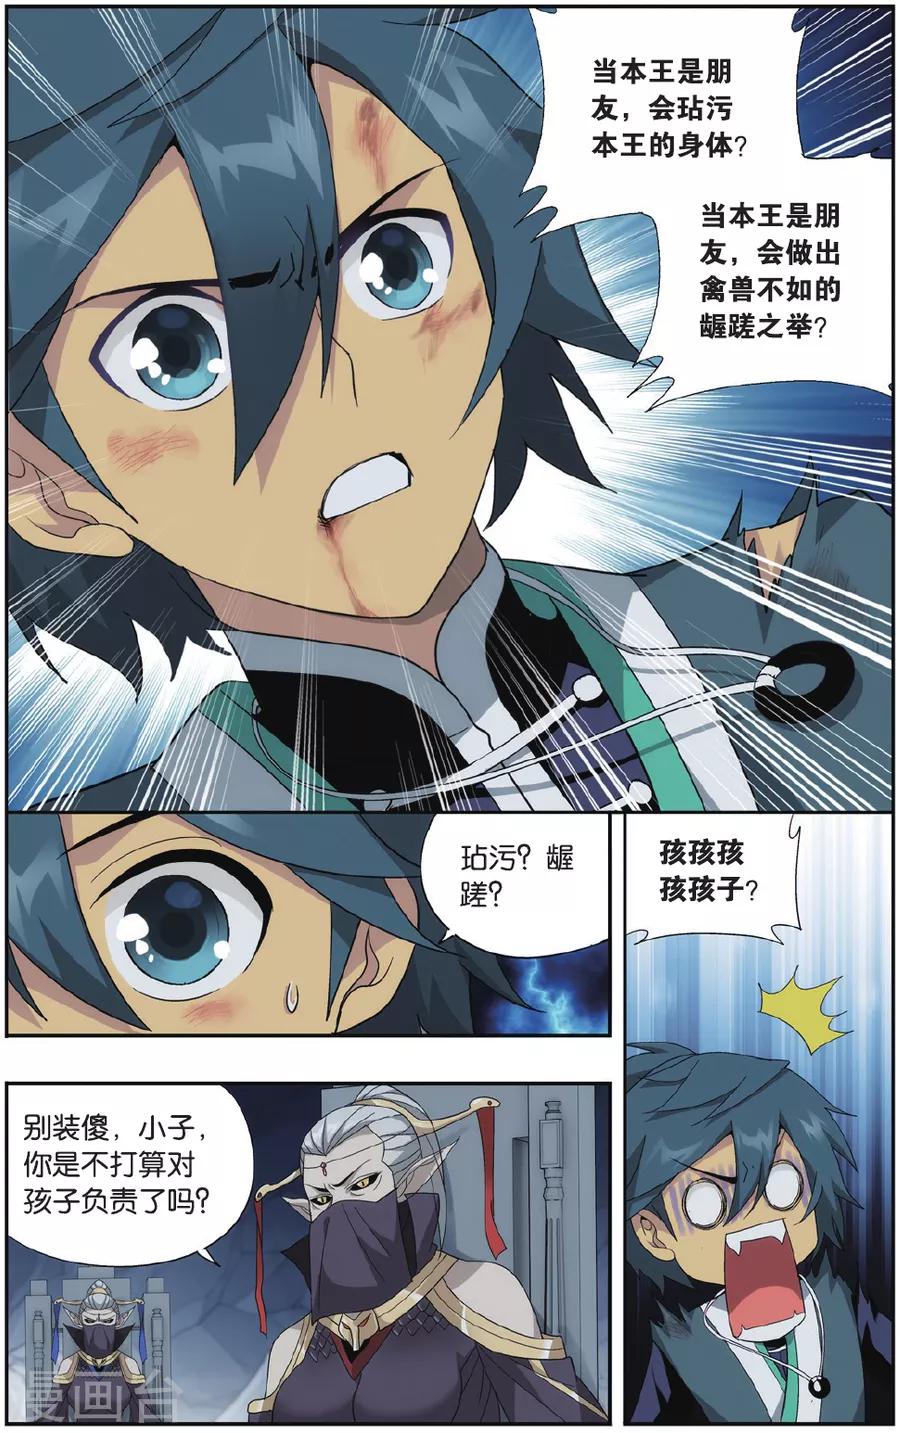 当本王是朋
友，会玷污
本王的身体？
当本王是朋
友，会做出
禽兽不如的
龌蹉之举？
玷污？龌
蹉？
孩孩孩
孩孩子？
别装傻，小子，
你是不打算对
孩子负责了吗？
漫画台